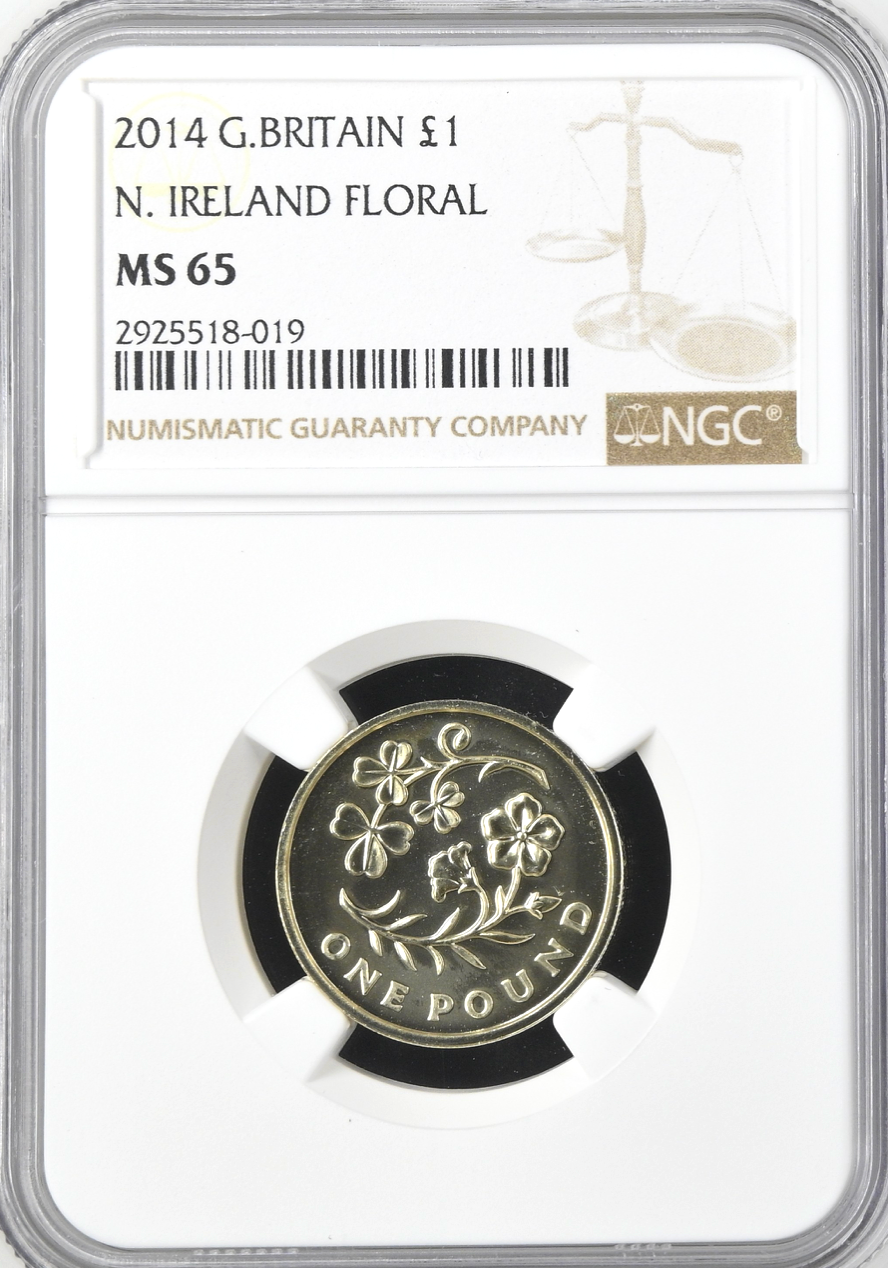 2014 G.BRITAIN £1
N. IRELAND FLORAL
MS 65
2925518-019
NUMISMATIC GUARANTY COMPANY
NGC®
ONE POUND